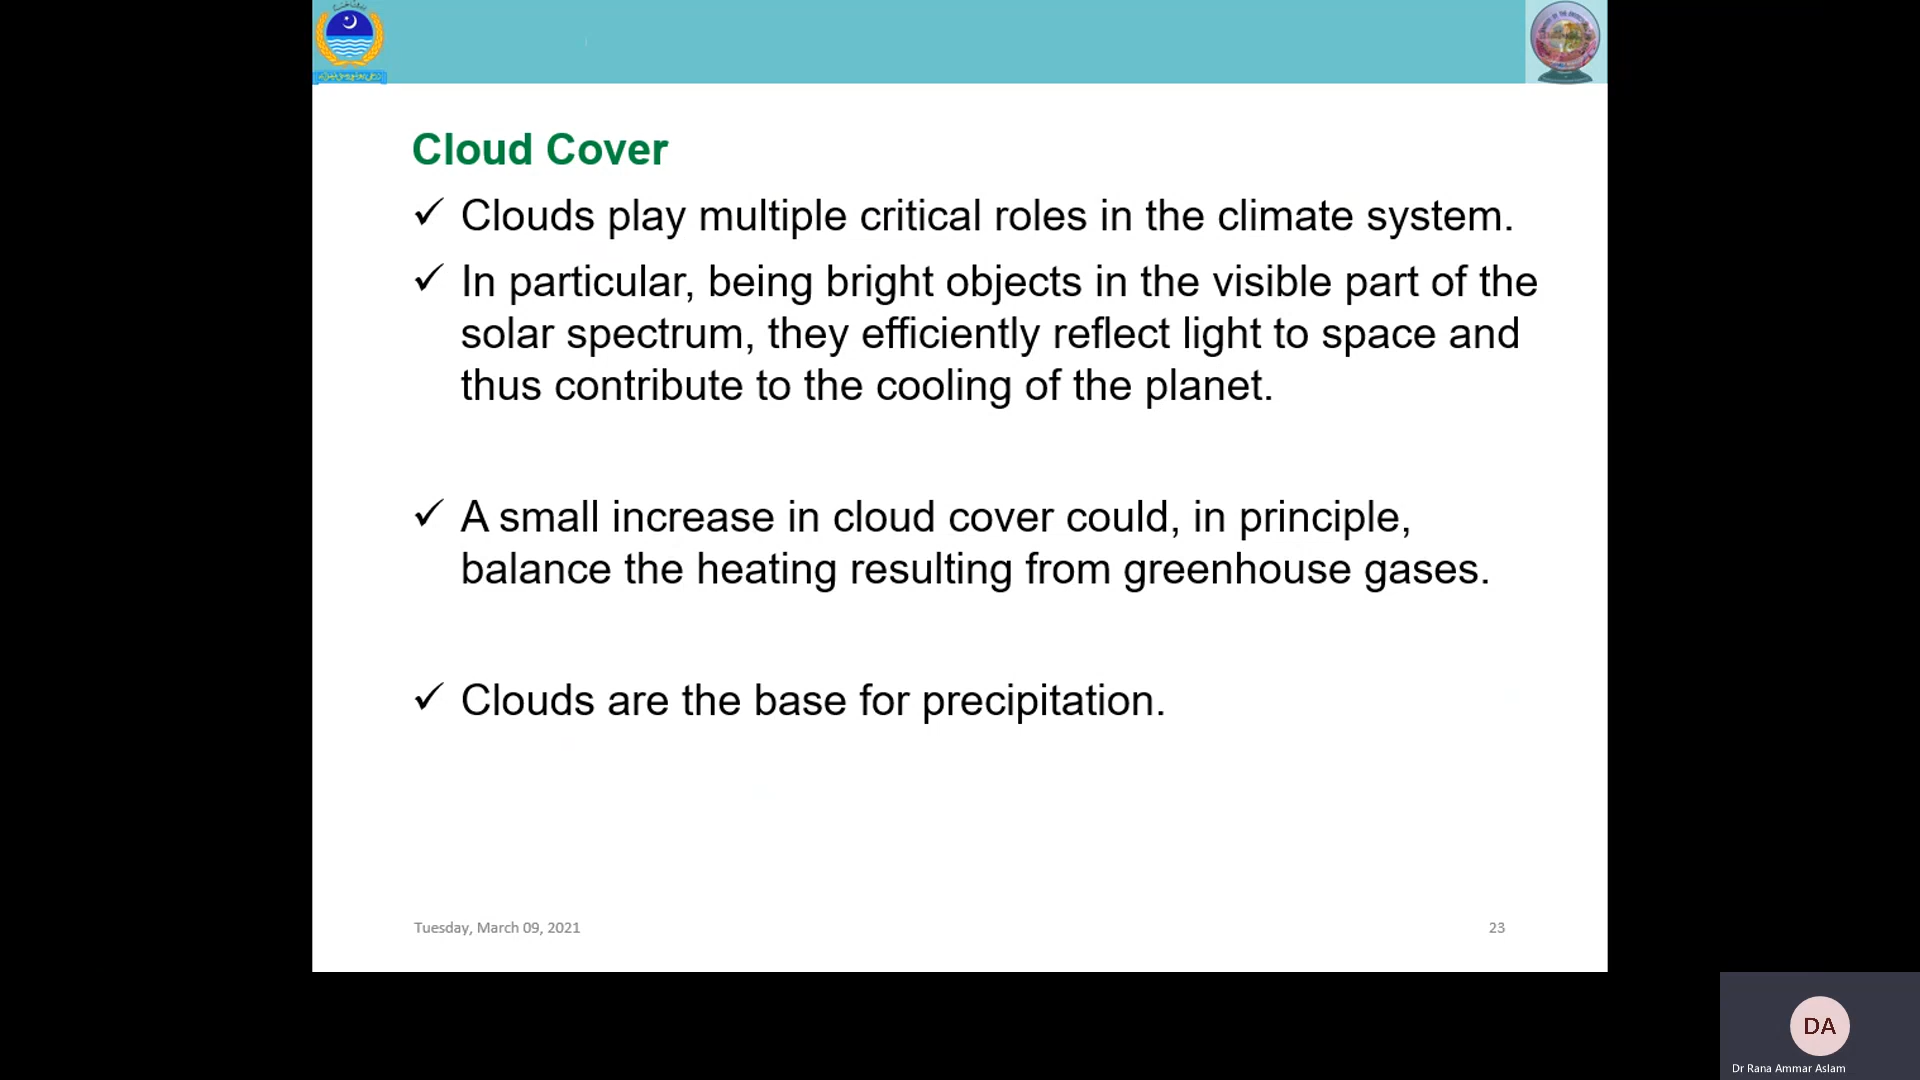 Cloud Cover
✓ Clouds play multiple critical roles in the climate system.
✓ In particular, being bright objects in the visible part of the
solar spectrum, they efficiently reflect light to space and
thus contribute to the cooling of the planet.
✓ A small increase in cloud cover could, in principle,
balance the heating resulting from greenhouse gases.
✓ Clouds are the base for precipitation.
Tuesday, March 09, 2021
23
DA
Dr Rana Ammar Aslam